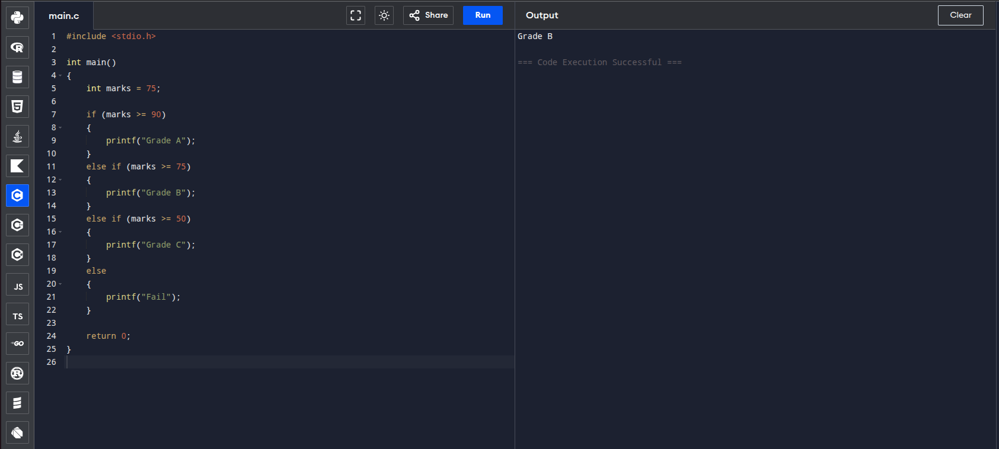 main.c
Share
Run
Output
Clear
1 #include <stdio.h>
2
3 int main()
4 {
5     int marks = 75;
6
7     if (marks >= 90)
8     {
9         printf("Grade A");
10     }
11     else if (marks >= 75)
12     {
13         printf("Grade B");
14     }
15     else if (marks >= 50)
16     {
17         printf("Grade C");
18     }
19     else
20     {
21         printf("Fail");
22     }
23
24     return 0;
25 }
26
Grade B
=== Code Execution Successful ===
R
5
C
C
C
JS
TS
GO
R